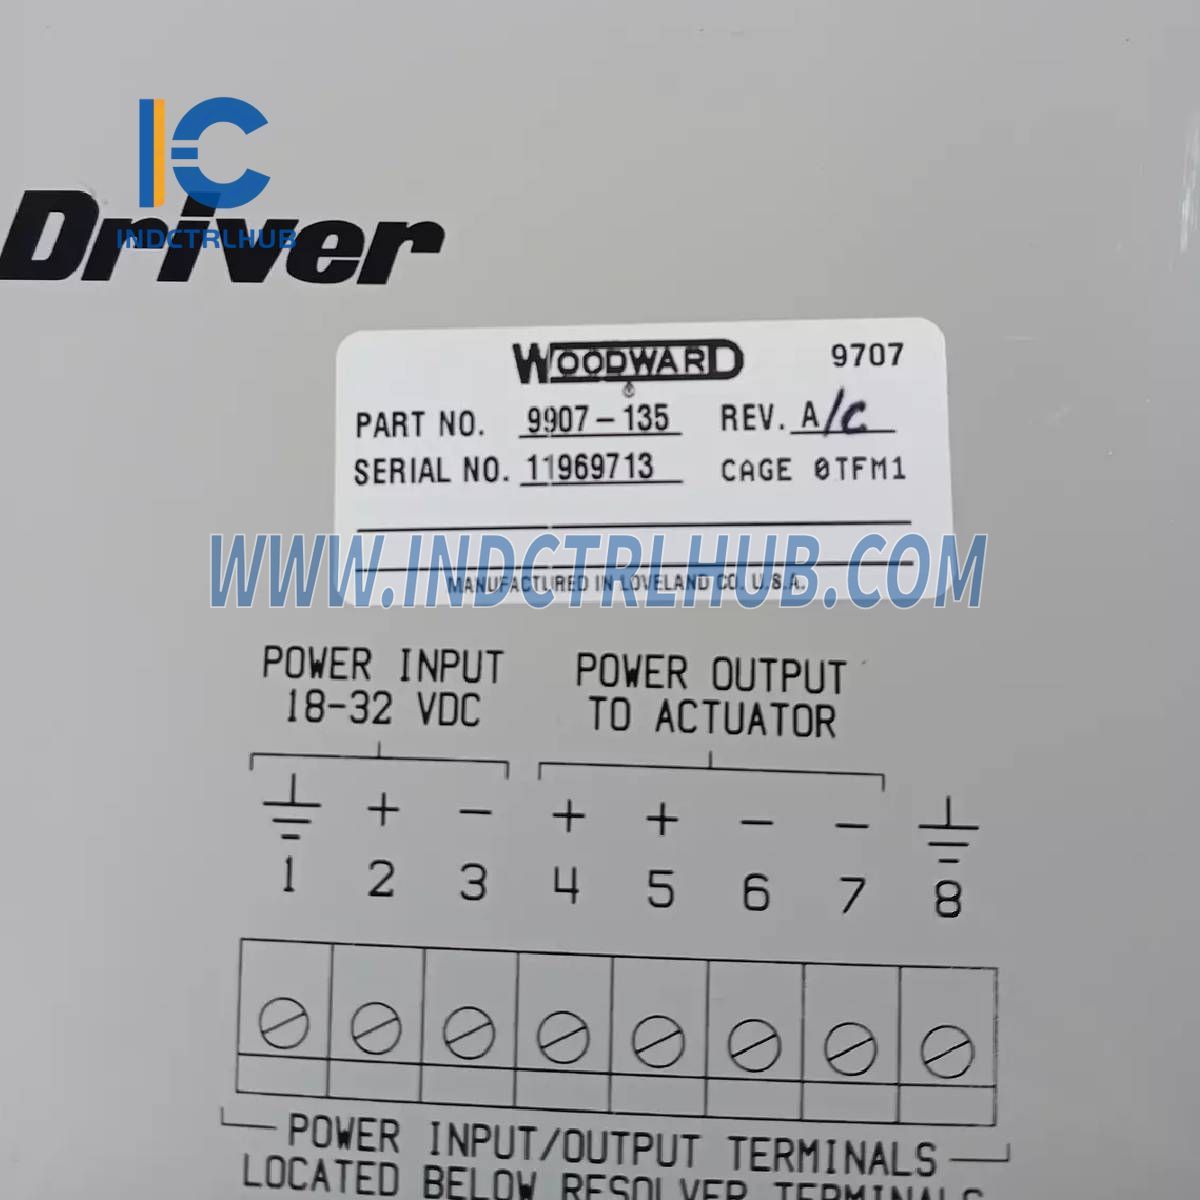 IC
INDCTRLHUB
Driver
WOODWARD 9707
PART NO. 9907-135 REV. A/C
SERIAL NO. 11969713 CAGE 0TFM1
WWW.INDCTRLHUB.COM
MANUFACTURED IN LOVELAND CO. U.S.A.
POWER INPUT
18-32 VDC
POWER OUTPUT
TO ACTUATOR
+ - + + - -
1 2 3 4 5 6 7 8
POWER INPUT/OUTPUT TERMINALS
LOCATED BELOW RESOLVER TERMINALS